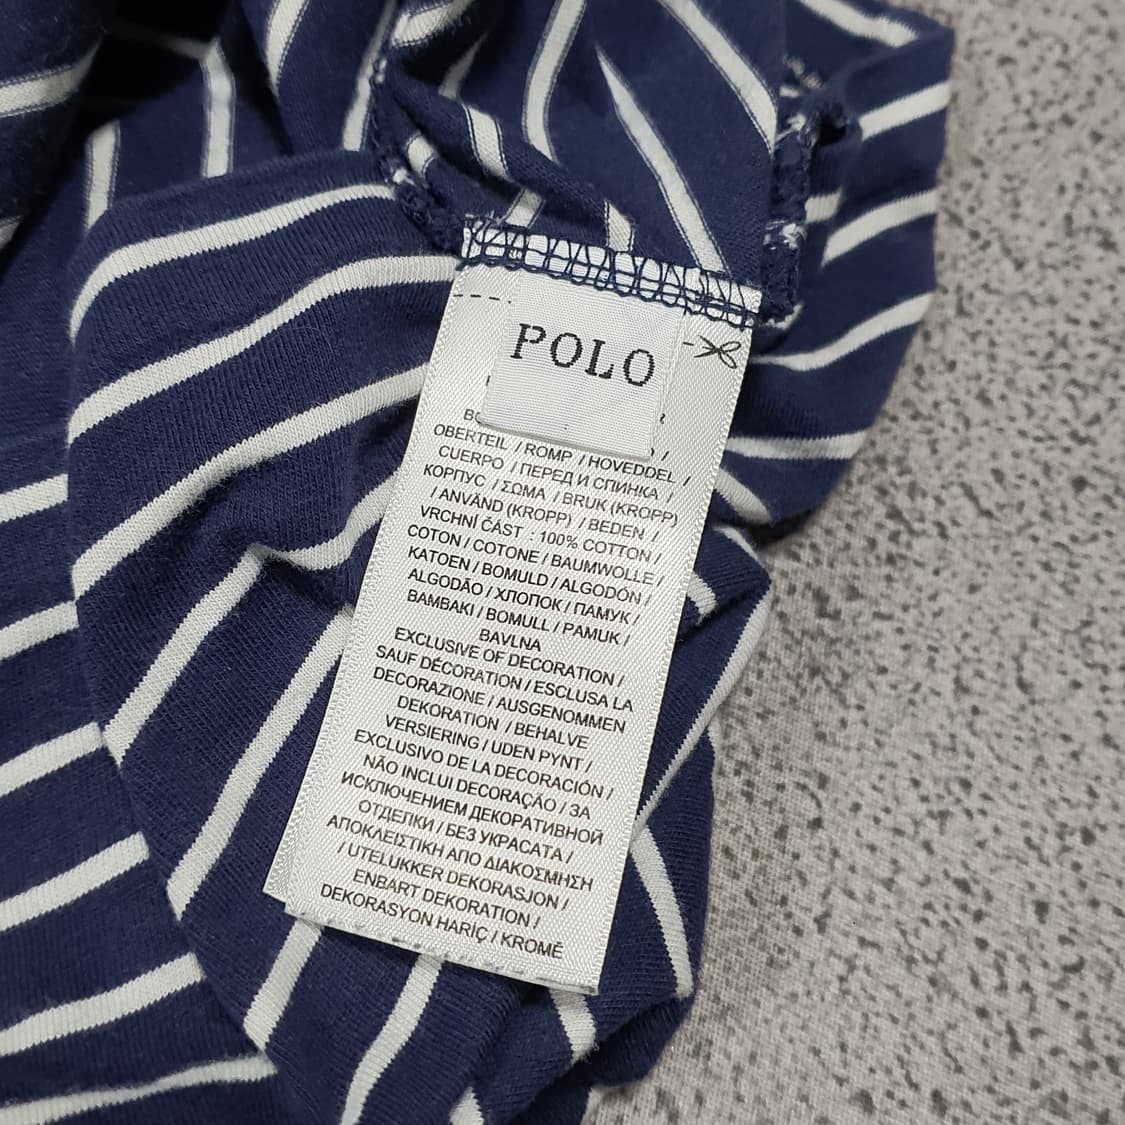 POLO
OBERTEIL / ROMP / HOVEDDEL /
CUERPO / ПЕРЕД И СПИНКА /
КОРПУС / ΣΩΜΑ / BRUK (KROPP)
/ ANVÄND (KROPP) / BEDEN /
VRCHNÍ ČÁST : 100% COTTON /
COTON / COTONE / BAUMWOLLE /
KATOEN / BOMULD / ALGODÓN /
ALGODÃO / ХЛОПОК / ПАМУК /
ΒΑΜΒΑΚΙ / BOMULL / PAMUK /
BAVLNA
EXCLUSIVE OF DECORATION /
SAUF DÉCORATION / ESCLUSA LA
DECORAZIONE / AUSGENOMMEN
DEKORATION / BEHALVE
VERSIERING / UDEN PYNT /
EXCLUSIVO DE LA DECORACIÓN /
NÃO INCLUI DECORAÇÃO / ЗА
ИСКЛЮЧЕНИЕМ ДЕКОРАТИВНОЙ
ОТДЕЛКИ / БЕЗ УКРАСАТА /
ΑΠΟΚΛΕΙΣΤΙΚΗ ΑΠΟ ΔΙΑΚΟΣΜΗΣΗ
/ UTELUKKER DEKORASJON /
ENBART DEKORATION /
DEKORASYON HARİÇ / KROMĚ